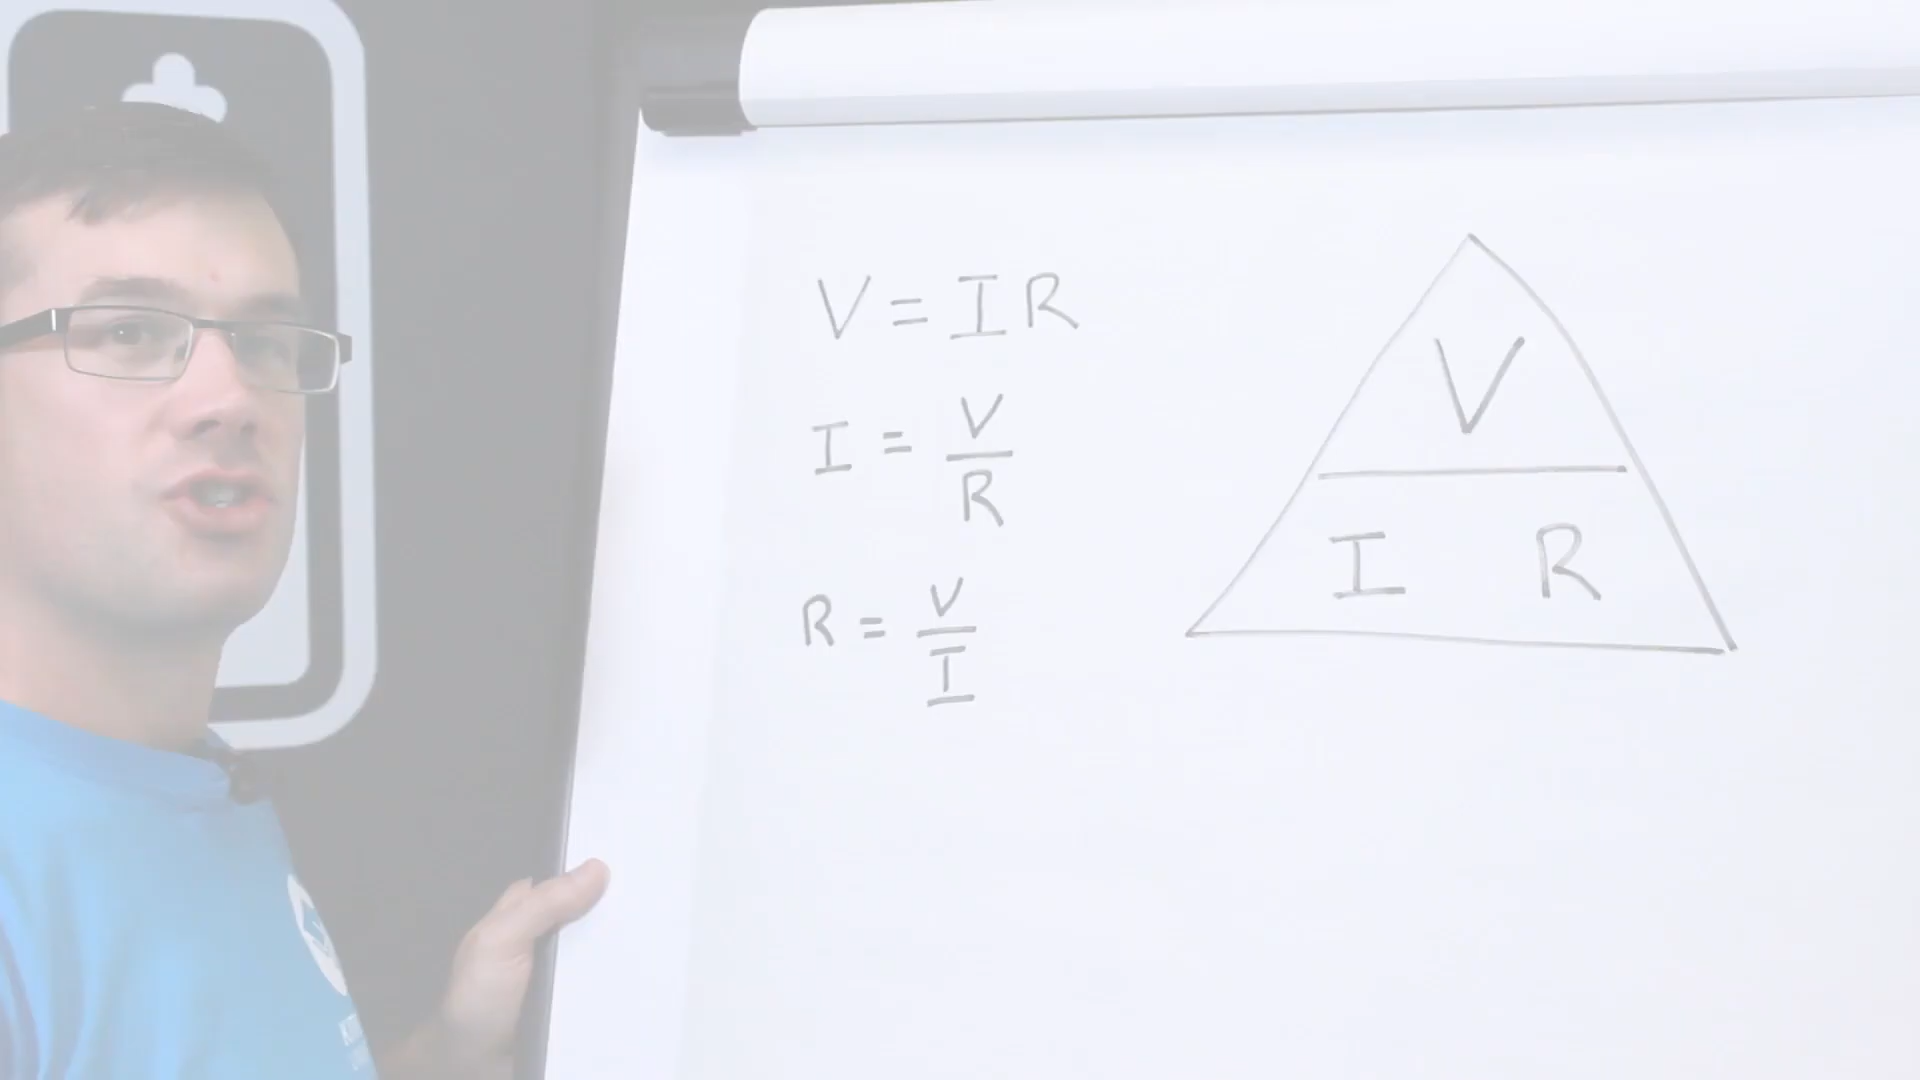 V = IR
I = V/R
R = V/I
V
I R